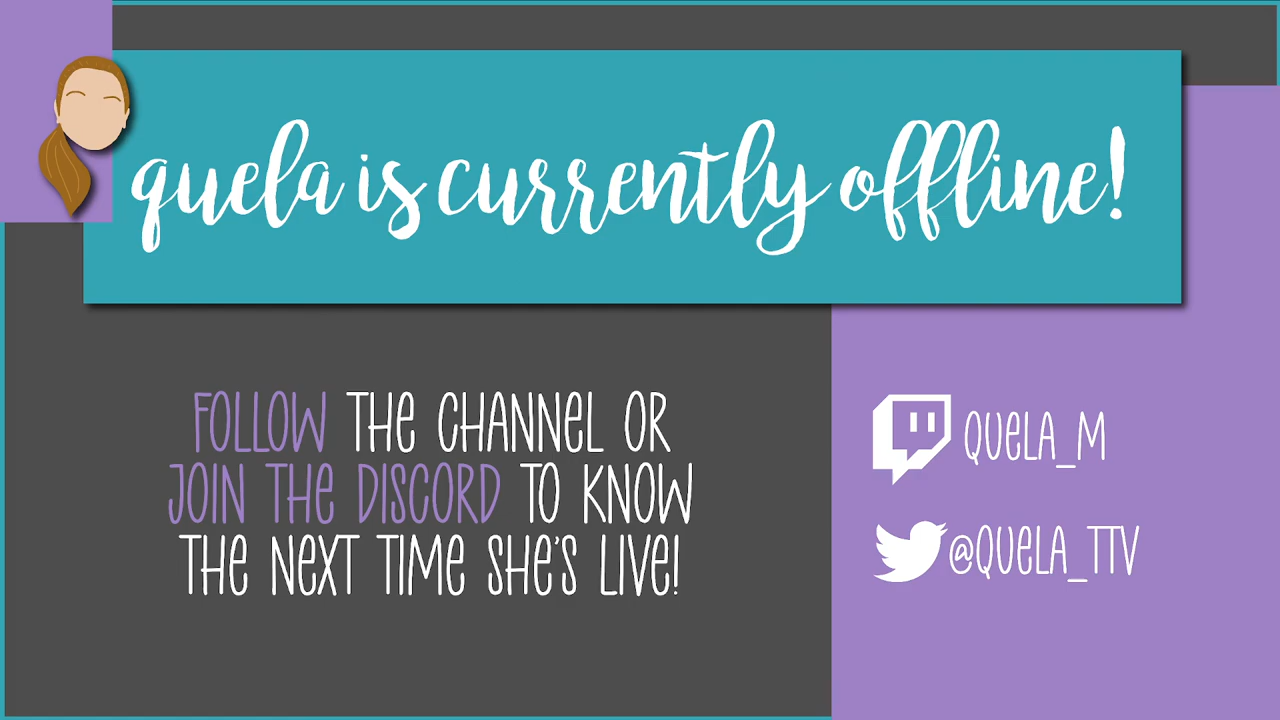 quela is currently offline!
FOLLOW THE CHANNEL OR
JOIN THE DISCORD TO KNOW
THE NEXT TIME SHE'S LIVE!
QUELA_M
@QUELA_TTV